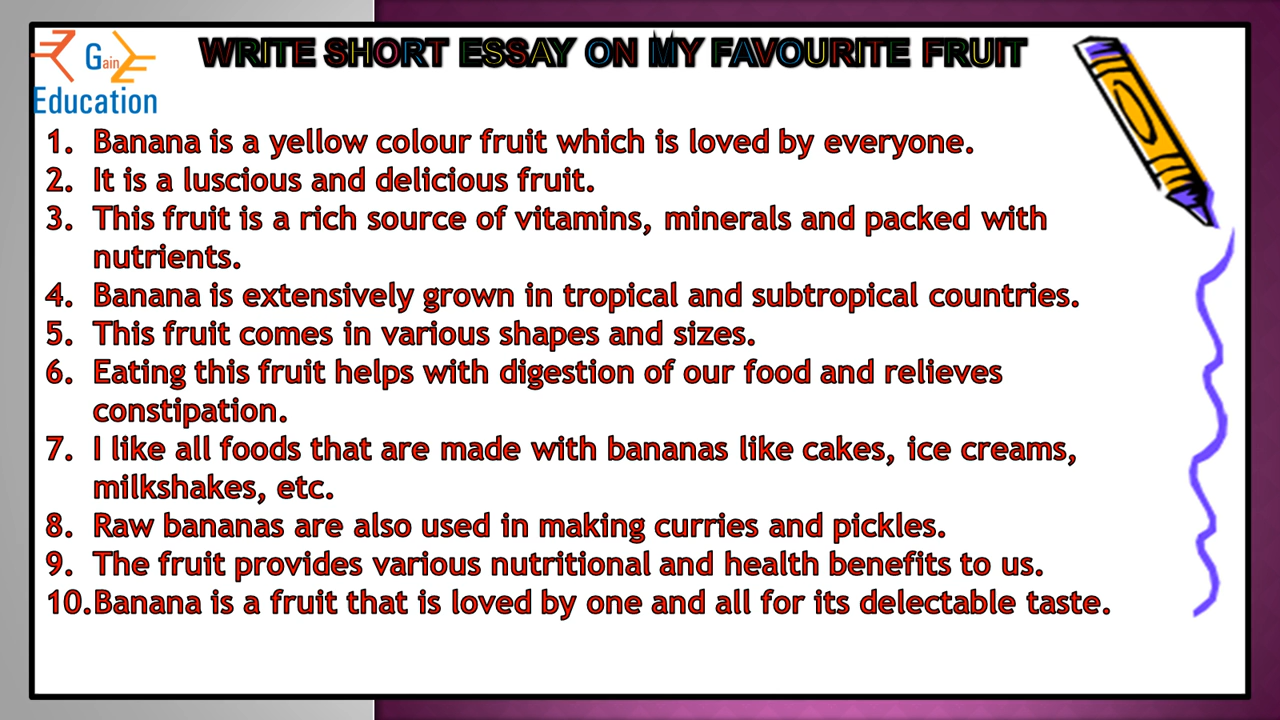 Gain
Education
WRITE SHORT ESSAY ON MY FAVOURITE FRUIT
1. Banana is a yellow colour fruit which is loved by everyone.
2. It is a luscious and delicious fruit.
3. This fruit is a rich source of vitamins, minerals and packed with
nutrients.
4. Banana is extensively grown in tropical and subtropical countries.
5. This fruit comes in various shapes and sizes.
6. Eating this fruit helps with digestion of our food and relieves
constipation.
7. I like all foods that are made with bananas like cakes, ice creams,
milkshakes, etc.
8. Raw bananas are also used in making curries and pickles.
9. The fruit provides various nutritional and health benefits to us.
10.Banana is a fruit that is loved by one and all for its delectable taste.